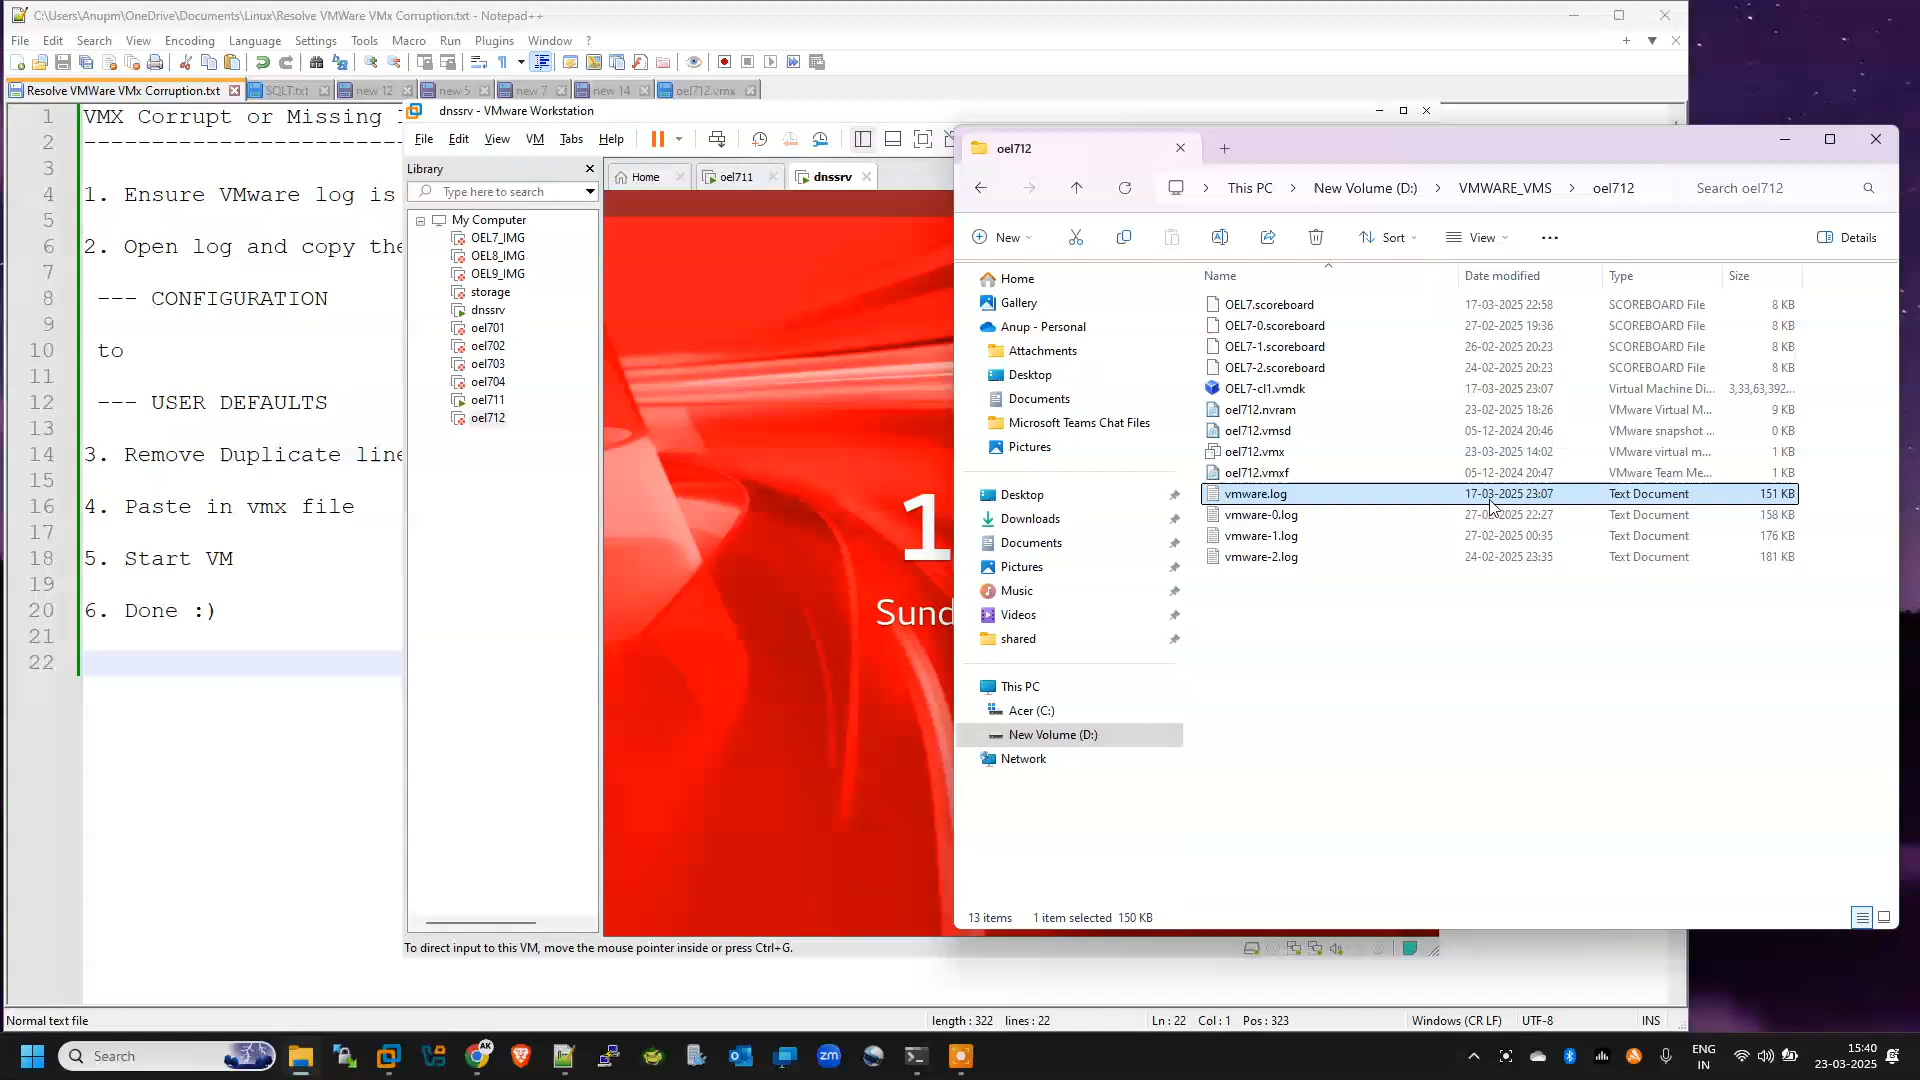 C:\Users\Anupm\OneDrive\Documents\Linux\Resolve VMWare VMx Corruption.txt - Notepad++
File Edit Search View Encoding Language Settings Tools Macro Run Plugins Window ?
Resolve VMWare VMx Corruption.txt SQLT.txt new 12 new 5 new 7 new 14 oel712.vmx
1 VMX Corrupt or Missing
2 -------------------------
3
4 1. Ensure VMware log is
5
6 2. Open log and copy the
7
8 --- CONFIGURATION
9
10 to
11
12 --- USER DEFAULTS
13
14 3. Remove Duplicate line
15
16 4. Paste in vmx file
17
18 5. Start VM
19
20 6. Done :)
21
22
Normal text file length : 322 lines : 22 Ln : 22 Col : 1 Pos : 323 Windows (CR LF) UTF-8 INS
dnssrv - VMware Workstation
File Edit View VM Tabs Help
Library
Type here to search
My Computer
OEL7_IMG
OEL8_IMG
OEL9_IMG
storage
dnssrv
oel701
oel702
oel703
oel704
oel711
oel712
Home oel711 dnssrv
1
Sund
To direct input to this VM, move the mouse pointer inside or press Ctrl+G.
oel712
This PC > New Volume (D:) > VMWARE_VMS > oel712
Search oel712
New Sort View ... Details
Home
Gallery
Anup - Personal
Attachments
Desktop
Documents
Microsoft Teams Chat Files
Pictures
Desktop
Downloads
Documents
Pictures
Music
Videos
shared
This PC
Acer (C:)
New Volume (D:)
Network
Name Date modified Type Size
OEL7.scoreboard 17-03-2025 22:58 SCOREBOARD File 8 KB
OEL7-0.scoreboard 27-02-2025 19:36 SCOREBOARD File 8 KB
OEL7-1.scoreboard 26-02-2025 20:23 SCOREBOARD File 8 KB
OEL7-2.scoreboard 24-02-2025 20:23 SCOREBOARD File 8 KB
OEL7-cl1.vmdk 17-03-2025 23:07 Virtual Machine Di... 3,33,63,392...
oel712.nvram 23-02-2025 18:26 VMware Virtual M... 9 KB
oel712.vmsd 05-12-2024 20:46 VMware snapshot ... 0 KB
oel712.vmx 23-03-2025 14:02 VMware virtual m... 1 KB
oel712.vmxf 05-12-2024 20:47 VMware Team Me... 1 KB
vmware.log 17-03-2025 23:07 Text Document 151 KB
vmware-0.log 27-0 2025 22:27 Text Document 158 KB
vmware-1.log 27-02-2025 00:35 Text Document 176 KB
vmware-2.log 24-02-2025 23:35 Text Document 181 KB
13 items 1 item selected 150 KB
Search
AK
zm
ENG
IN
15:40
23-03-2025